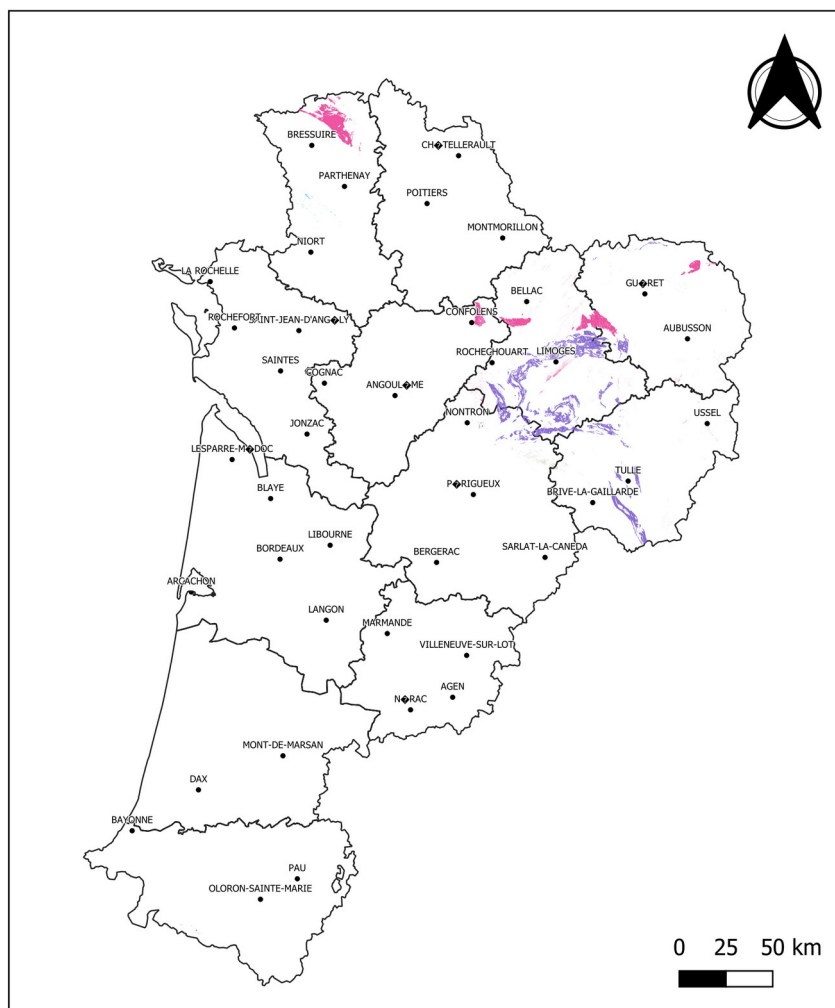 BRESSUIRE
CH�TELLERAULT
PARTHENAY
POITIERS
MONTMORILLON
NIORT
LA ROCHELLE
GU�RET
BELLAC
ROCHEFORT
SAINT-JEAN-D'ANG�LY
CONFOLENS
AUBUSSON
ROCHECHOUART
LIMOGES
SAINTES
COGNAC
ANGOUL�ME
NONTRON
USSEL
JONZAC
LESPARRE-M�DOC
TULLE
P�RIGUEUX
BRIVE-LA-GAILLARDE
BLAYE
LIBOURNE
BORDEAUX
SARLAT-LA-CANEDA
BERGERAC
ARCACHON
LANGON
MARMANDE
VILLENEUVE-SUR-LOT
AGEN
N�RAC
MONT-DE-MARSAN
DAX
BAYONNE
PAU
OLORON-SAINTE-MARIE
0 25 50 km